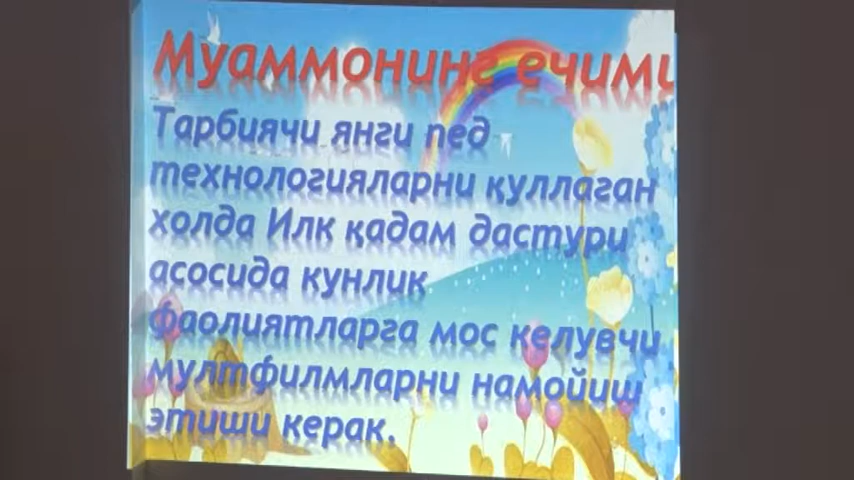 Муаммонинг ечими
Тарбиячи янги пед
технологияларни қуллаган
холда Илк қадам дастури
асосида кунлик
фаолиятларга мос келувчи
мултфилмларни намойиш
этиши керак.